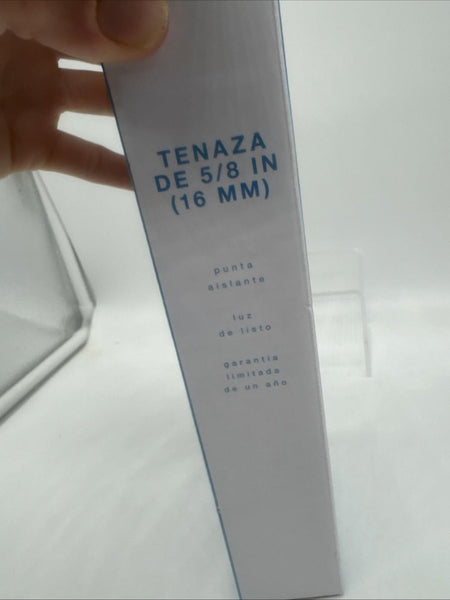 TENAZA
DE 5/8 IN
(16 MM)
punta
aislante
luz
de listo
garantía
limitada
de un año